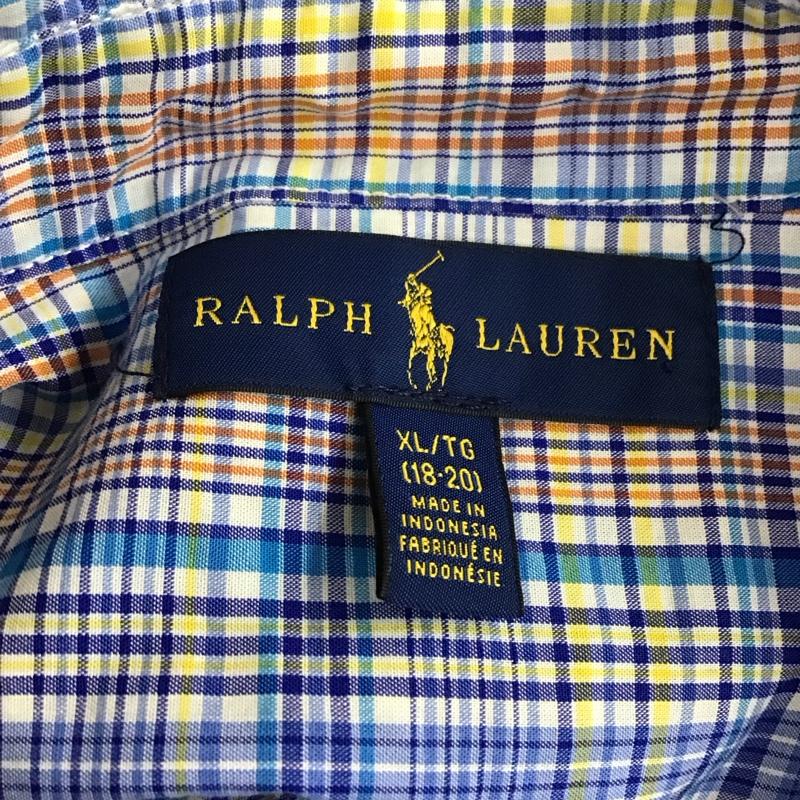 RALPH LAUREN
XL/TG
(18-20)
MADE IN
INDONESIA
FABRIQUÉ EN
INDONÉSIE